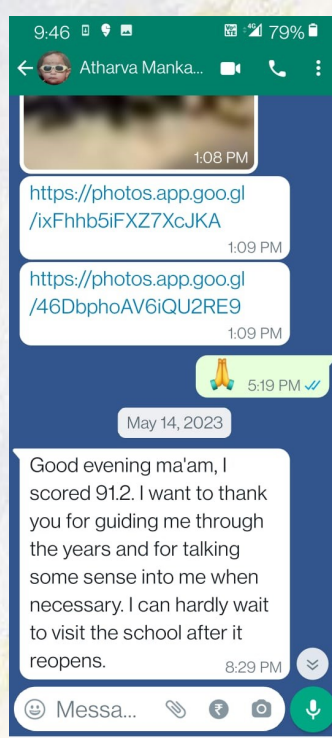 9:46 79%
Atharva Manka...
1:08 PM
https://photos.app.goo.gl
/ixFhhb5iFXZ7XcJKA
1:09 PM
https://photos.app.goo.gl
/46DbphoAV6iQU2RE9
1:09 PM
🙏 5:19 PM
May 14, 2023
Good evening ma'am, I
scored 91.2. I want to thank
you for guiding me through
the years and for talking
some sense into me when
necessary. I can hardly wait
to visit the school after it
reopens.
8:29 PM
Messa...